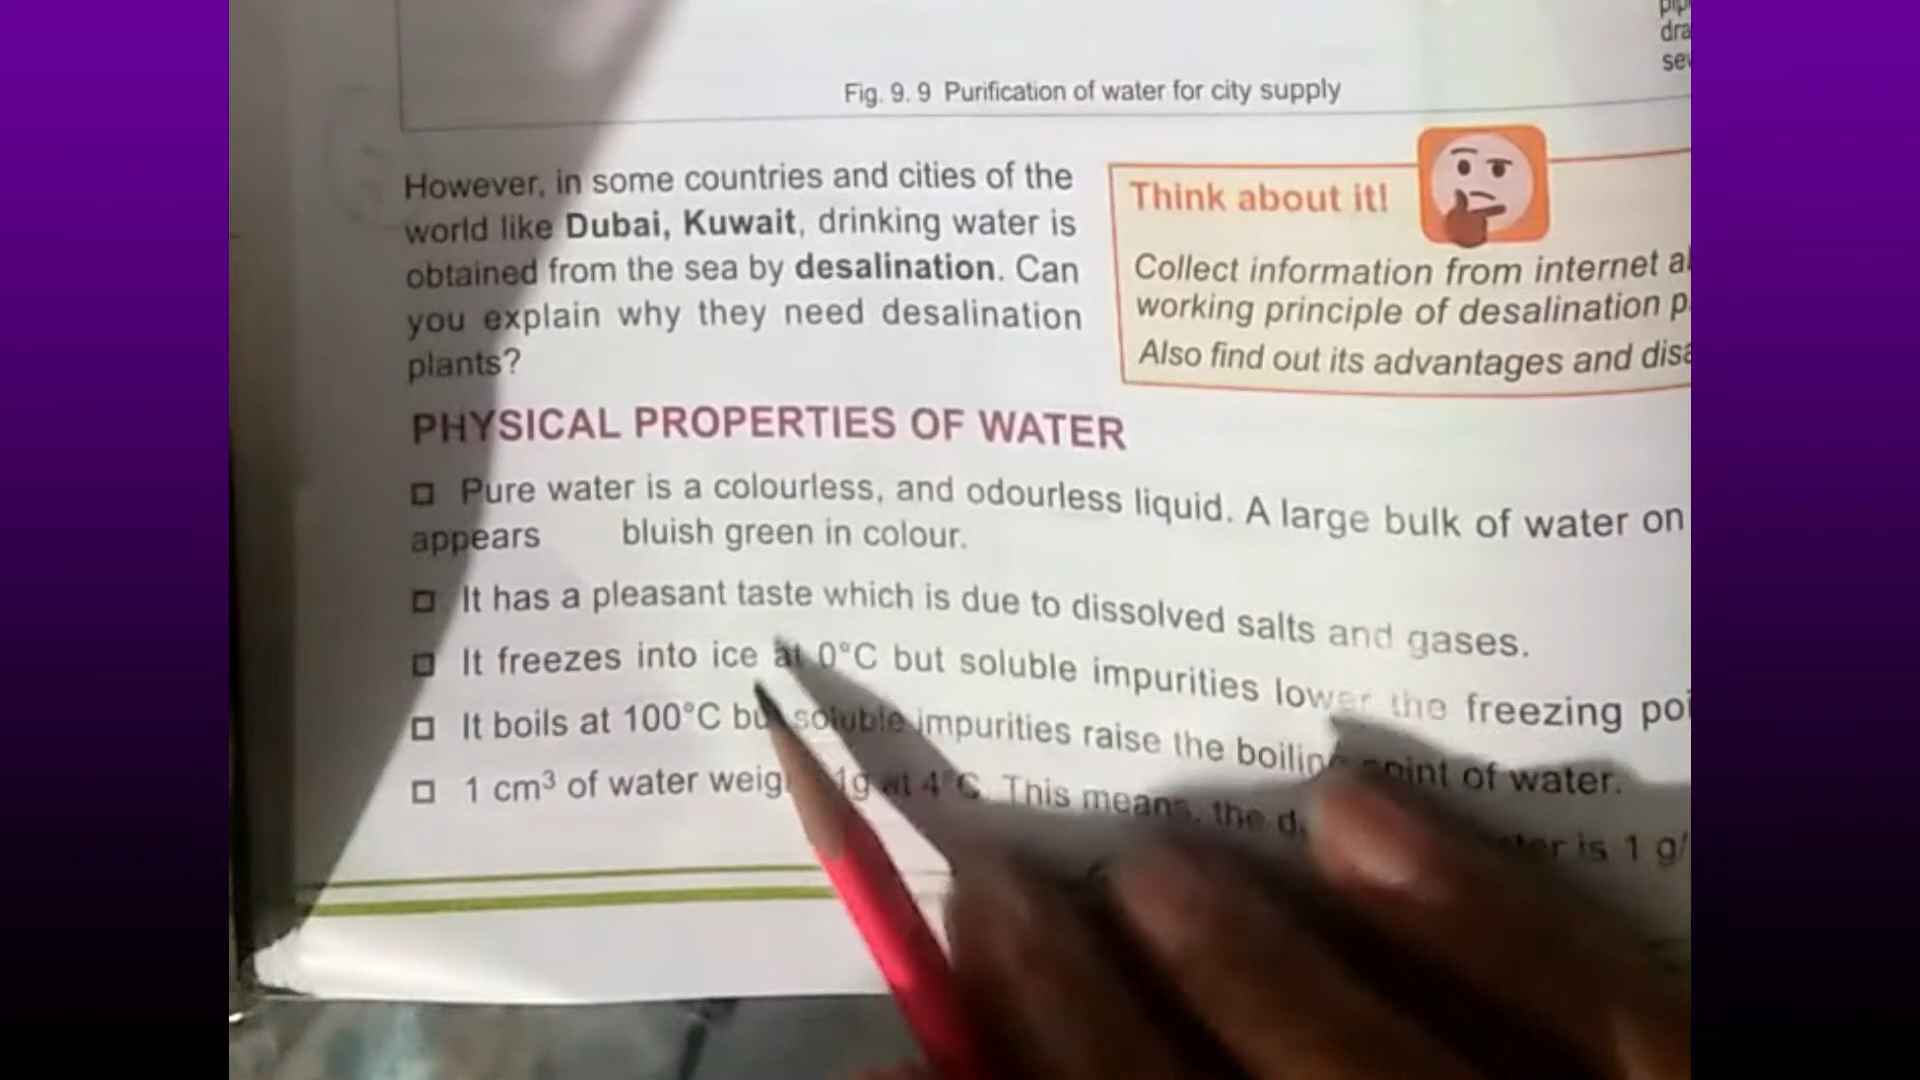 dra
Fig. 9. 9 Purification of water for city supply
However, in some countries and cities of the
world like Dubai, Kuwait, drinking water is
obtained from the sea by desalination. Can
you explain why they need desalination
plants?
Think about it!
Collect information from internet a
working principle of desalination p
Also find out its advantages and disa
PHYSICAL PROPERTIES OF WATER
Pure water is a colourless, and odourless liquid. A large bulk of water on
appears bluish green in colour.
It has a pleasant taste which is due to dissolved salts and gases.
It freezes into ice at 0°C but soluble impurities lower the freezing poi
It boils at 100°C but soluble impurities raise the boiling point of water.
1 cm³ of water weig 1g at 4°C. This means, the d is 1 g/